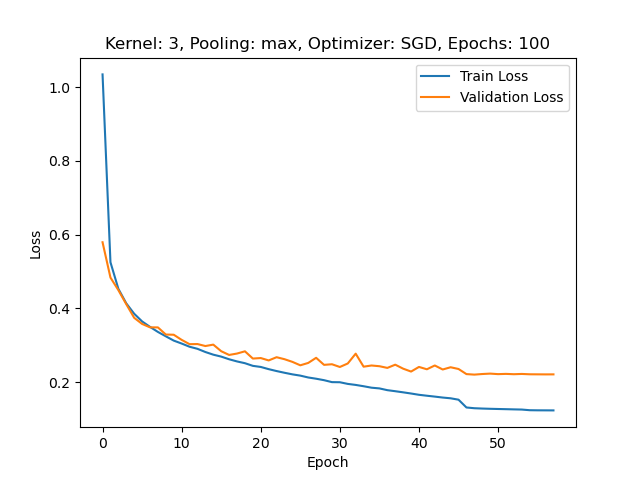 Kernel: 3, Pooling: max, Optimizer: SGD, Epochs: 100
Train Loss
Validation Loss
1.0
0.8
0.6
0.4
0.2
Loss
0 10 20 30 40 50
Epoch